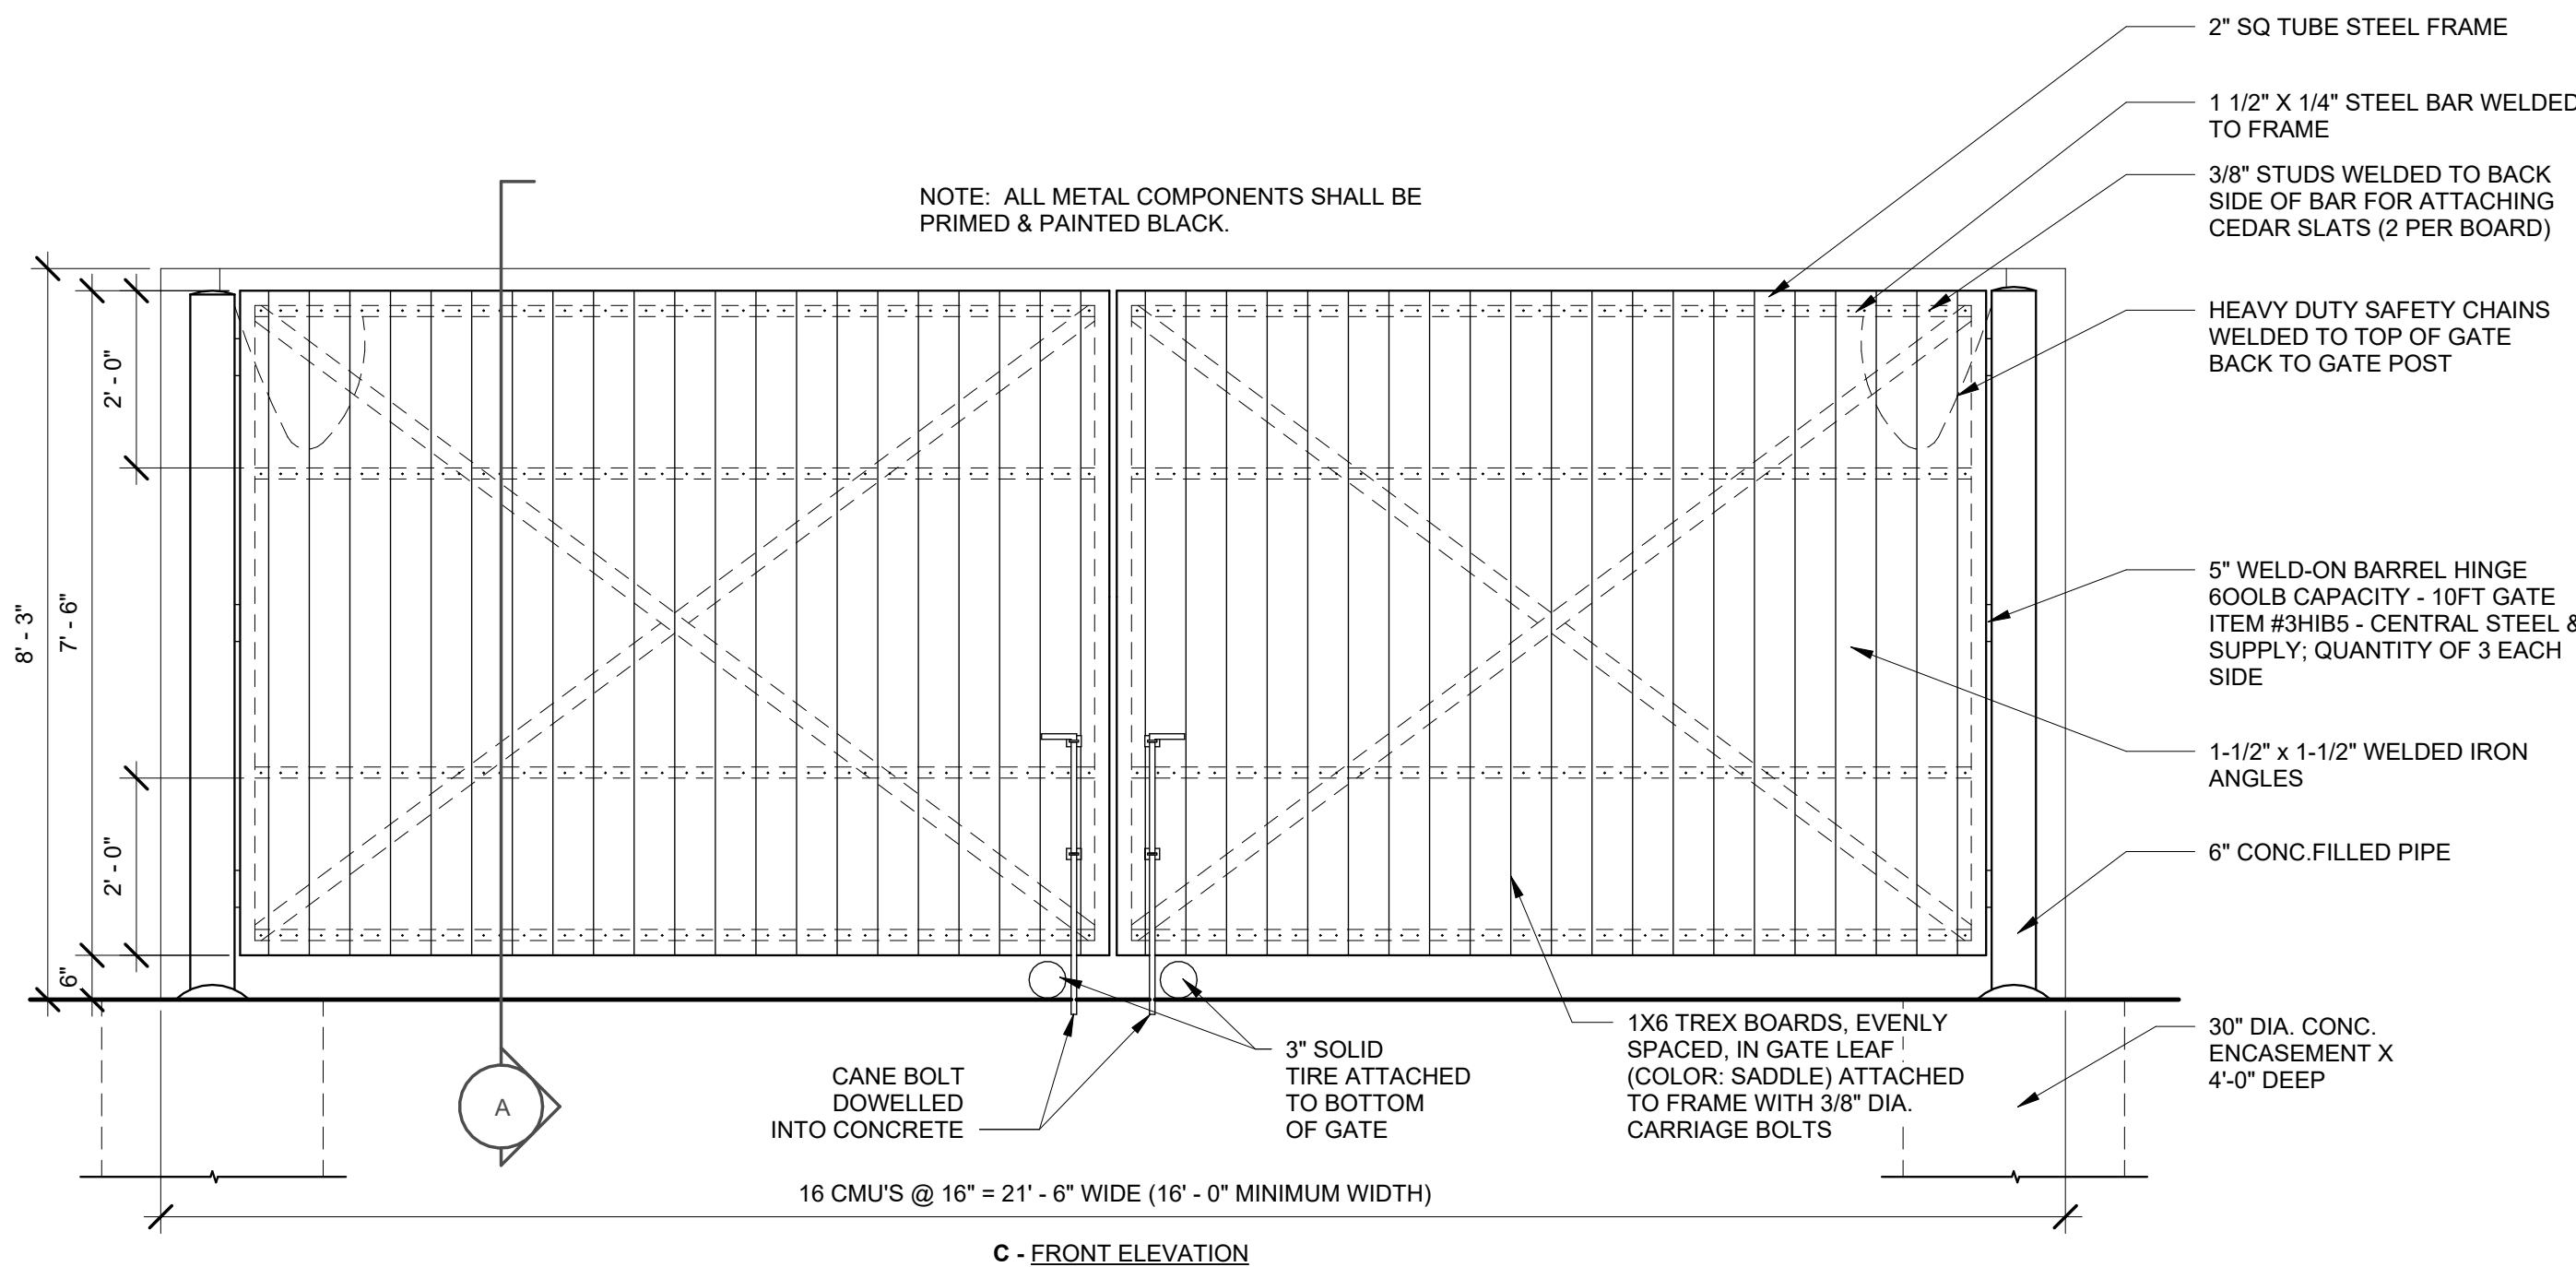 2" SQ TUBE STEEL FRAME
1 1/2" X 1/4" STEEL BAR WELDED
TO FRAME
3/8" STUDS WELDED TO BACK
SIDE OF BAR FOR ATTACHING
CEDAR SLATS (2 PER BOARD)
NOTE: ALL METAL COMPONENTS SHALL BE
PRIMED & PAINTED BLACK.
HEAVY DUTY SAFETY CHAINS
WELDED TO TOP OF GATE
BACK TO GATE POST
2' - 0"
8' - 3"
7' - 6"
5" WELD-ON BARREL HINGE
6OOLB CAPACITY - 10FT GATE
ITEM #3HIB5 - CENTRAL STEEL &
SUPPLY; QUANTITY OF 3 EACH
SIDE
1-1/2" x 1-1/2" WELDED IRON
ANGLES
2' - 0"
6" CONC.FILLED PIPE
6"
A
CANE BOLT
DOWELLED
INTO CONCRETE
3" SOLID
TIRE ATTACHED
TO BOTTOM
OF GATE
1X6 TREX BOARDS, EVENLY
SPACED, IN GATE LEAF
(COLOR: SADDLE) ATTACHED
TO FRAME WITH 3/8" DIA.
CARRIAGE BOLTS
30" DIA. CONC.
ENCASEMENT X
4'-0" DEEP
16 CMU'S @ 16" = 21' - 6" WIDE (16' - 0" MINIMUM WIDTH)
C - FRONT ELEVATION